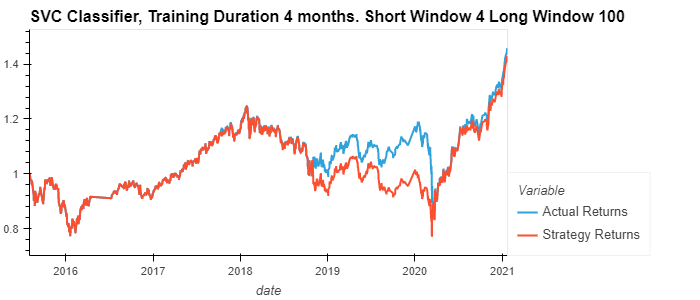 SVC Classifier, Training Duration 4 months. Short Window 4 Long Window 100
1.4
1.2
1
0.8
2016 2017 2018 2019 2020 2021
date
Variable
Actual Returns
Strategy Returns